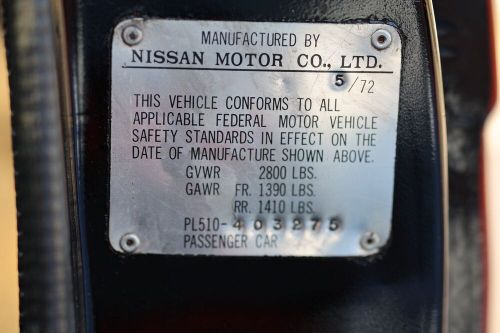 MANUFACTURED BY
NISSAN MOTOR CO., LTD.
5/72
THIS VEHICLE CONFORMS TO ALL
APPLICABLE FEDERAL MOTOR VEHICLE
SAFETY STANDARDS IN EFFECT ON THE
DATE OF MANUFACTURE SHOWN ABOVE.
GVWR 2800 LBS.
GAWR FR. 1390 LBS.
RR. 1410 LBS.
PL510-403275
PASSENGER CAR